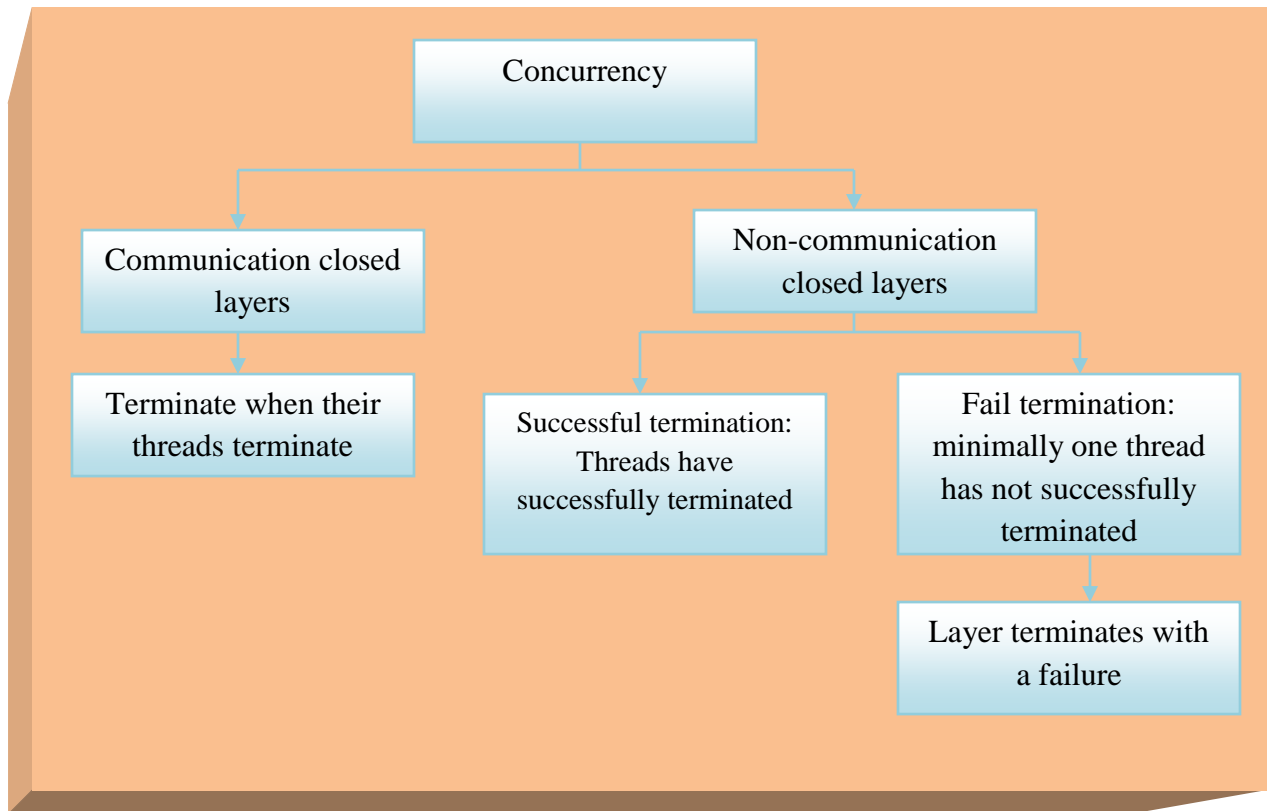 Concurrency
Communication closed
layers
Non-communication
closed layers
Terminate when their
threads terminate
Successful termination:
Threads have
successfully terminated
Fail termination:
minimally one thread
has not successfully
terminated
Layer terminates with
a failure